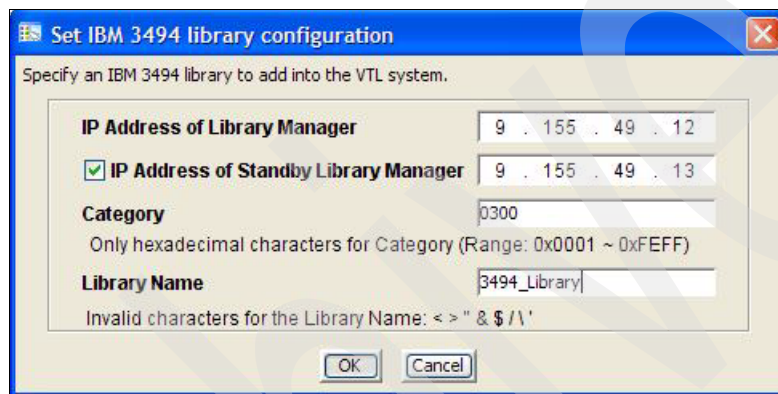 Set IBM 3494 library configuration
Specify an IBM 3494 library to add into the VTL system.
IP Address of Library Manager 9 . 155 . 49 . 12
IP Address of Standby Library Manager 9 . 155 . 49 . 13
Category 0300
Only hexadecimal characters for Category (Range: 0x0001 ~ 0xFEFF)
Library Name 3494_Library
Invalid characters for the Library Name: < > " & $ / \ '
OK Cancel